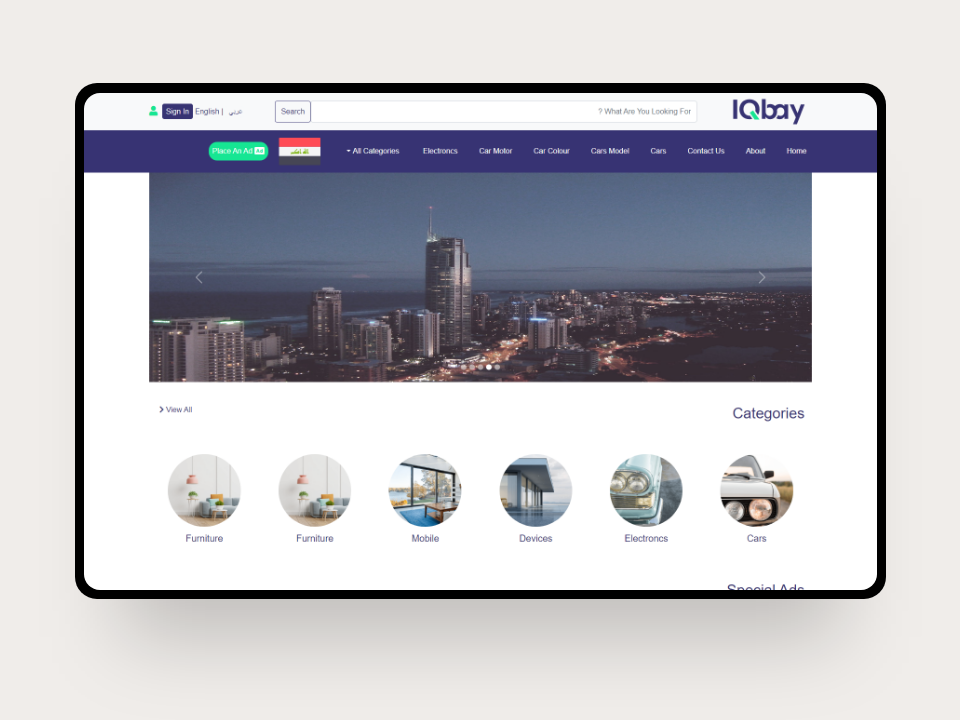 Sign In English | عربي
Search
? What Are You Looking For
IQbay
Place An Ad Ad
All Categories
Electroncs
Car Motor
Car Colour
Cars Model
Cars
Contact Us
About
Home
View All
Categories
Furniture
Furniture
Mobile
Devices
Electroncs
Cars
Special Ads